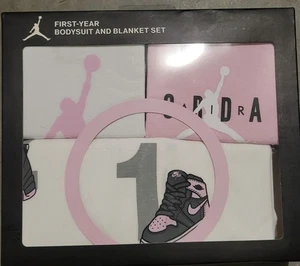 FIRST-YEAR
BODYSUIT AND BLANKET SET
1